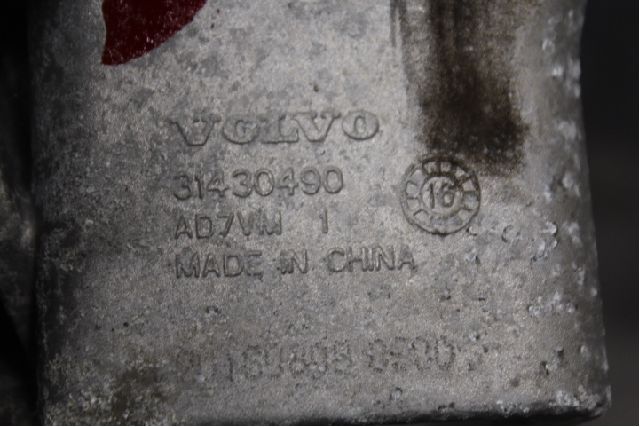 VOLVO
31430490
16
AD7VM 1
MADE IN CHINA